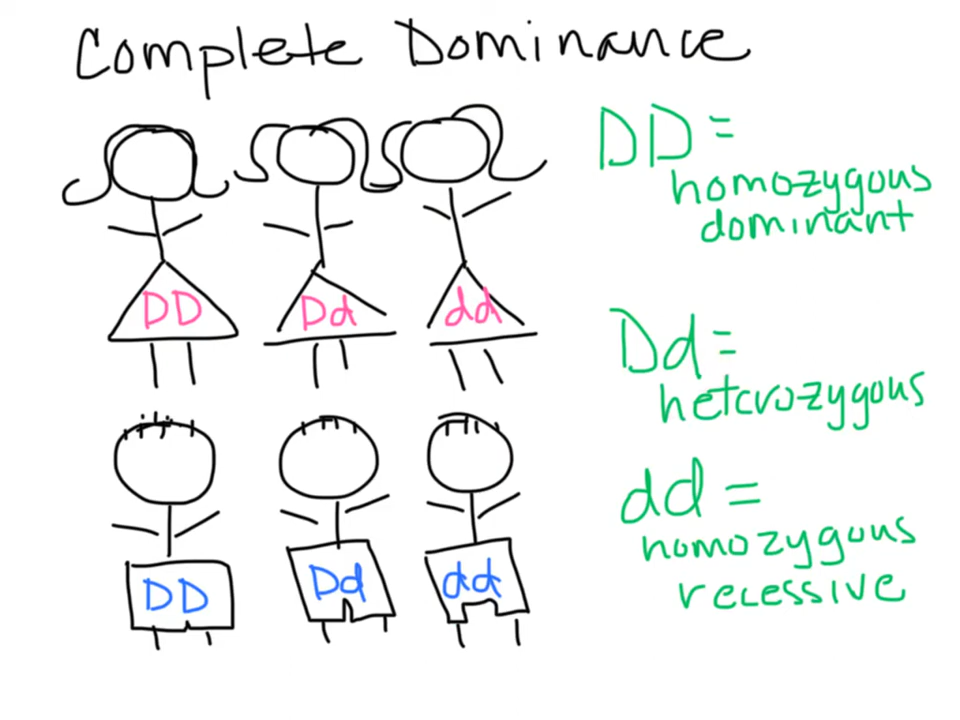 Complete Dominance
DD Dd dd
DD Dd dd
DD =
homozygous
dominant
Dd =
heterozygous
dd =
homozygous
recessive